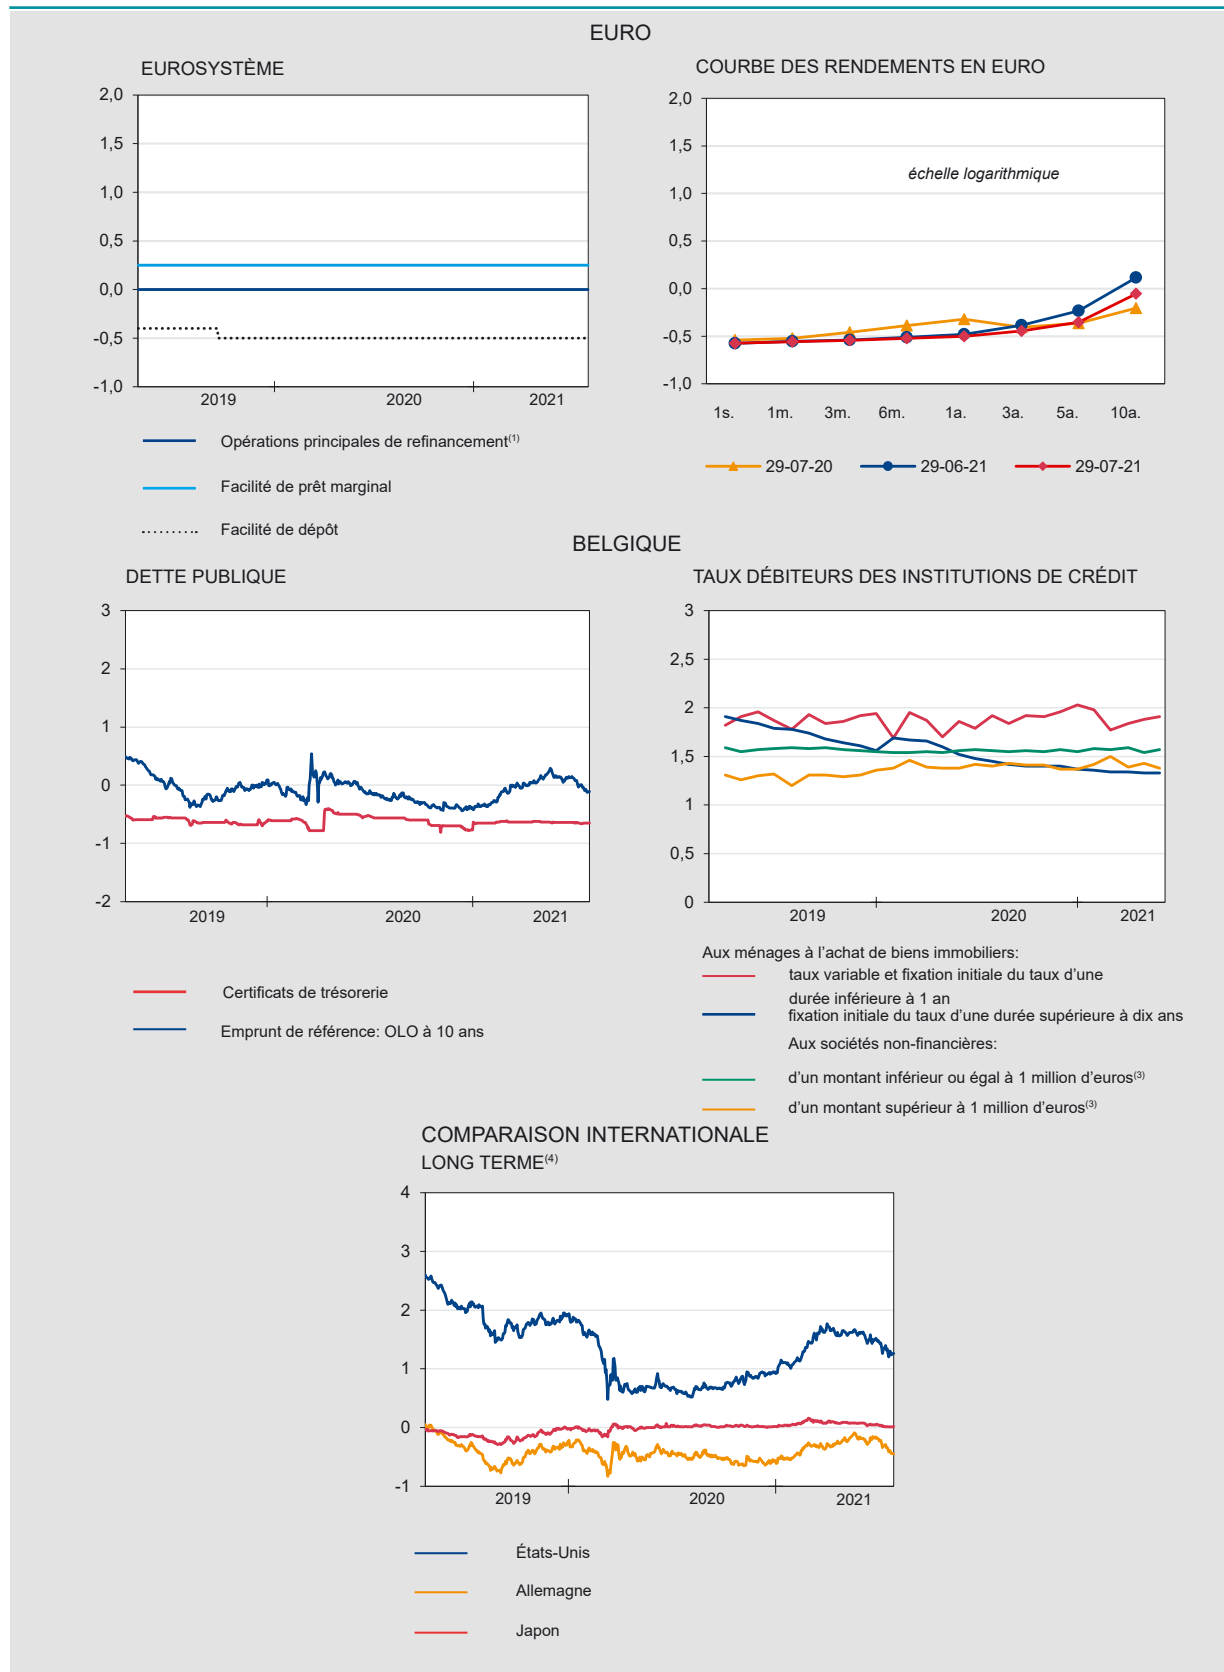 EURO
EUROSYSTÈME
2,0
1,5
1,0
0,5
0,0
-0,5
-1,0
2019 2020 2021
Opérations principales de refinancement(1)
Facilité de prêt marginal
Facilité de dépôt
COURBE DES RENDEMENTS EN EURO
2,0
1,5
1,0
0,5
0,0
-0,5
-1,0
échelle logarithmique
1s. 1m. 3m. 6m. 1a. 3a. 5a. 10a.
29-07-20 29-06-21 29-07-21
BELGIQUE
DETTE PUBLIQUE
3
2
1
0
-1
-2
2019 2020 2021
Certificats de trésorerie
Emprunt de référence: OLO à 10 ans
TAUX DÉBITEURS DES INSTITUTIONS DE CRÉDIT
3
2,5
2
1,5
1
0,5
0
2019 2020 2021
Aux ménages à l’achat de biens immobiliers:
taux variable et fixation initiale du taux d’une
durée inférieure à 1 an
fixation initiale du taux d’une durée supérieure à dix ans
Aux sociétés non-financières:
d’un montant inférieur ou égal à 1 million d’euros(3)
d’un montant supérieur à 1 million d’euros(3)
COMPARAISON INTERNATIONALE
LONG TERME(4)
4
3
2
1
0
-1
2019 2020 2021
États-Unis
Allemagne
Japon